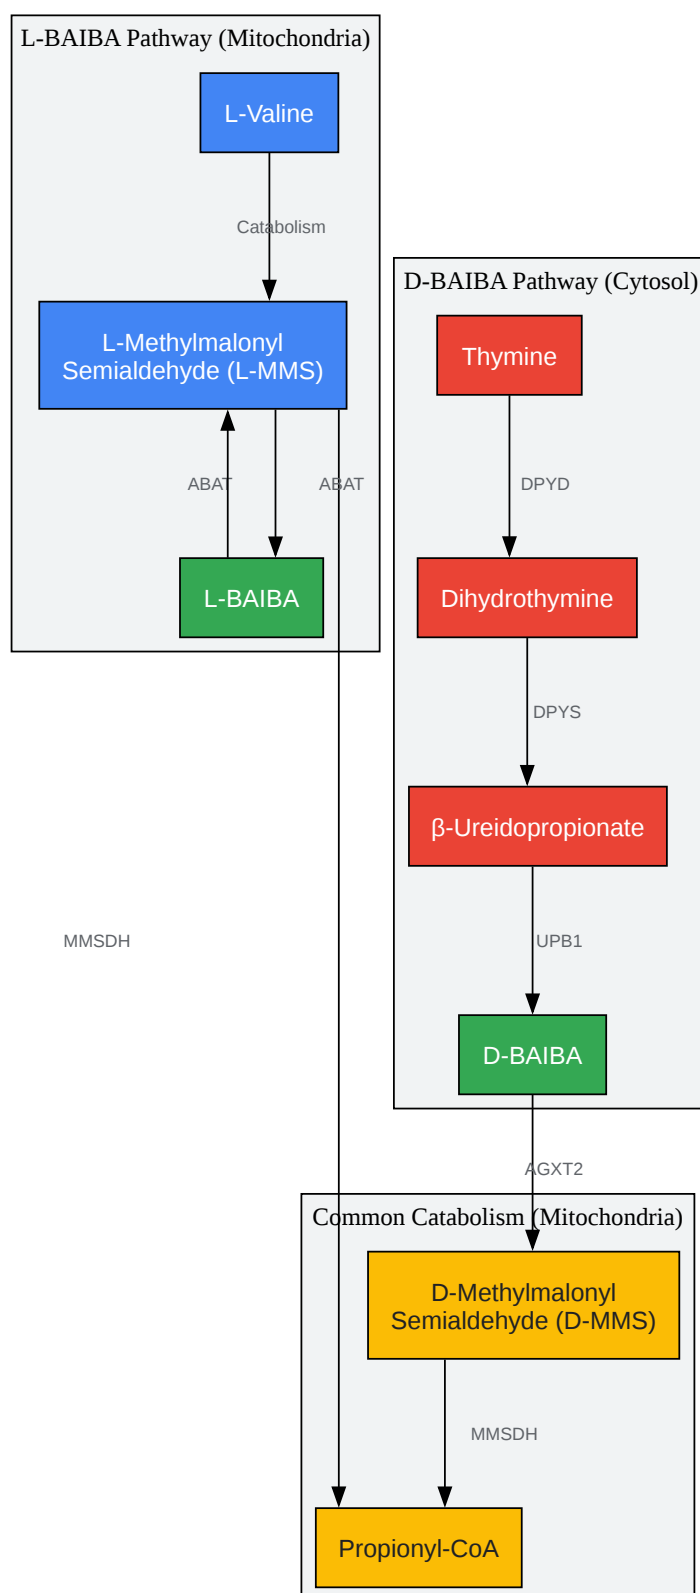 L-BAIBA Pathway (Mitochondria)
L-Valine
Catabolism
L-Methylmalonyl
Semialdehyde (L-MMS)
ABAT
ABAT
L-BAIBA
MMSDH
D-BAIBA Pathway (Cytosol)
Thymine
DPYD
Dihydrothymine
DPYS
β-Ureidopropionate
UPB1
D-BAIBA
AGXT2
Common Catabolism (Mitochondria)
D-Methylmalonyl
Semialdehyde (D-MMS)
MMSDH
Propionyl-CoA